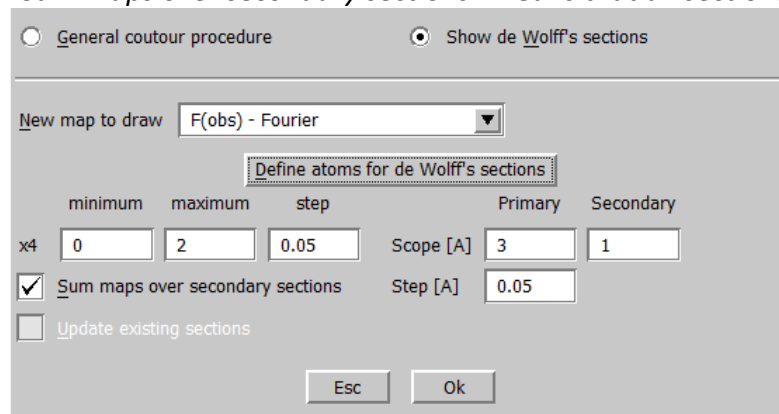 General coutour procedure Show de Wolff's sections
New map to draw F(obs) - Fourier
Define atoms for de Wolff's sections
minimum maximum step Primary Secondary
x4 0 2 0.05 Scope [A] 3 1
Sum maps over secondary sections Step [A] 0.05
Update existing sections
Esc Ok